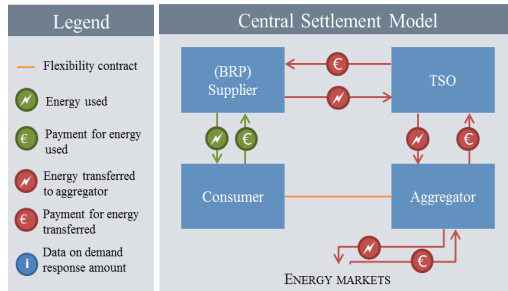 Legend
Flexibility contract
Energy used
€
Payment for energy
used
Energy transferred
to aggregator
€
Payment for energy
transferred
i
Data on demand
response amount
Central Settlement Model
(BRP)
Supplier
€
TSO
€
€
Consumer
Aggregator
€
ENERGY MARKETS